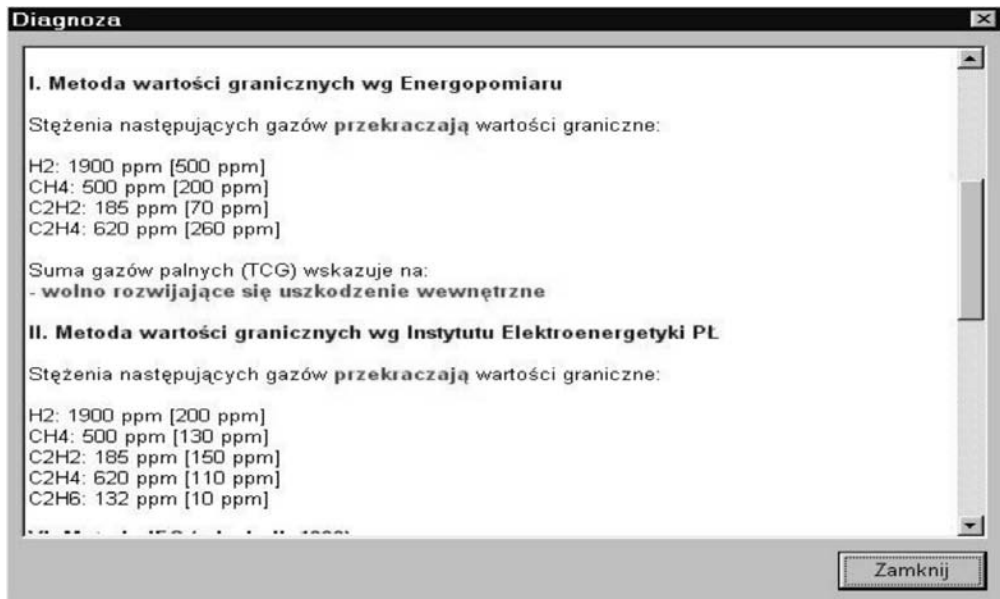 Diagnoza
I. Metoda wartości granicznych wg Energopomiaru
Stężenia następujących gazów przekraczają wartości graniczne:
H2: 1900 ppm [500 ppm]
CH4: 500 ppm [200 ppm]
C2H2: 185 ppm [70 ppm]
C2H4: 620 ppm [260 ppm]
Suma gazów palnych (TCG) wskazuje na:
- wolno rozwijające się uszkodzenie wewnętrzne
II. Metoda wartości granicznych wg Instytutu Elektroenergetyki PŁ
Stężenia następujących gazów przekraczają wartości graniczne:
H2: 1900 ppm [200 ppm]
CH4: 500 ppm [130 ppm]
C2H2: 185 ppm [150 ppm]
C2H4: 620 ppm [110 ppm]
C2H6: 132 ppm [10 ppm]
Zamknij